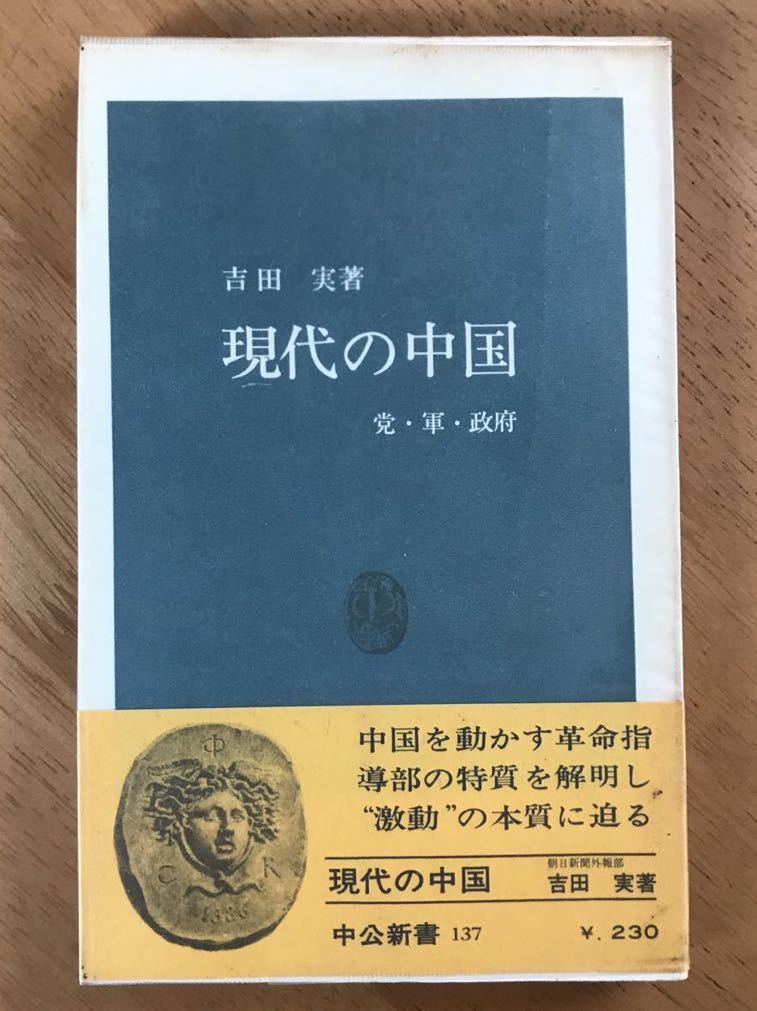 吉田 実著
現代の中国
党・軍・政府
中国を動かす革命指
導部の特質を解明し
“激動”の本質に迫る
現代の中国
朝日新聞外報部
吉田 実著
中公新書 137
¥. 230
Φ
C K